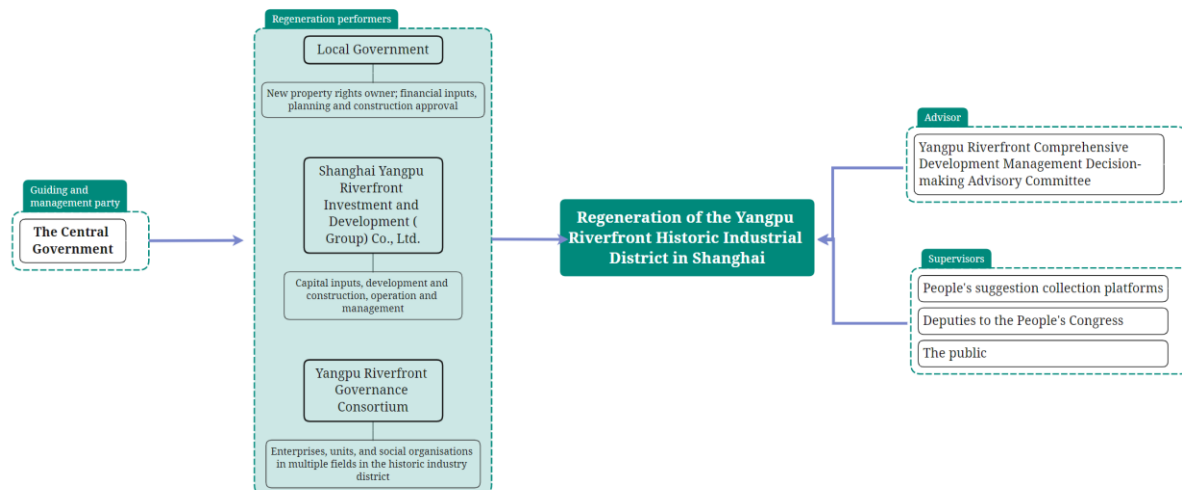 Regeneration performers
Local Government
New property rights owner; financial inputs,
planning and construction approval
Shanghai Yangpu
Riverfront
Investment and
Development (
Group) Co., Ltd.
Capital inputs, development and
construction, operation and
management
Yangpu Riverfront
Governance
Consortium
Enterprises, units, and social organisations
in multiple fields in the historic industry
district
Guiding and
management party
The Central
Government
Regeneration of the Yangpu
Riverfront Historic Industrial
District in Shanghai
Advisor
Yangpu Riverfront Comprehensive
Development Management Decision-
making Advisory Committee
Supervisors
People's suggestion collection platforms
Deputies to the People's Congress
The public